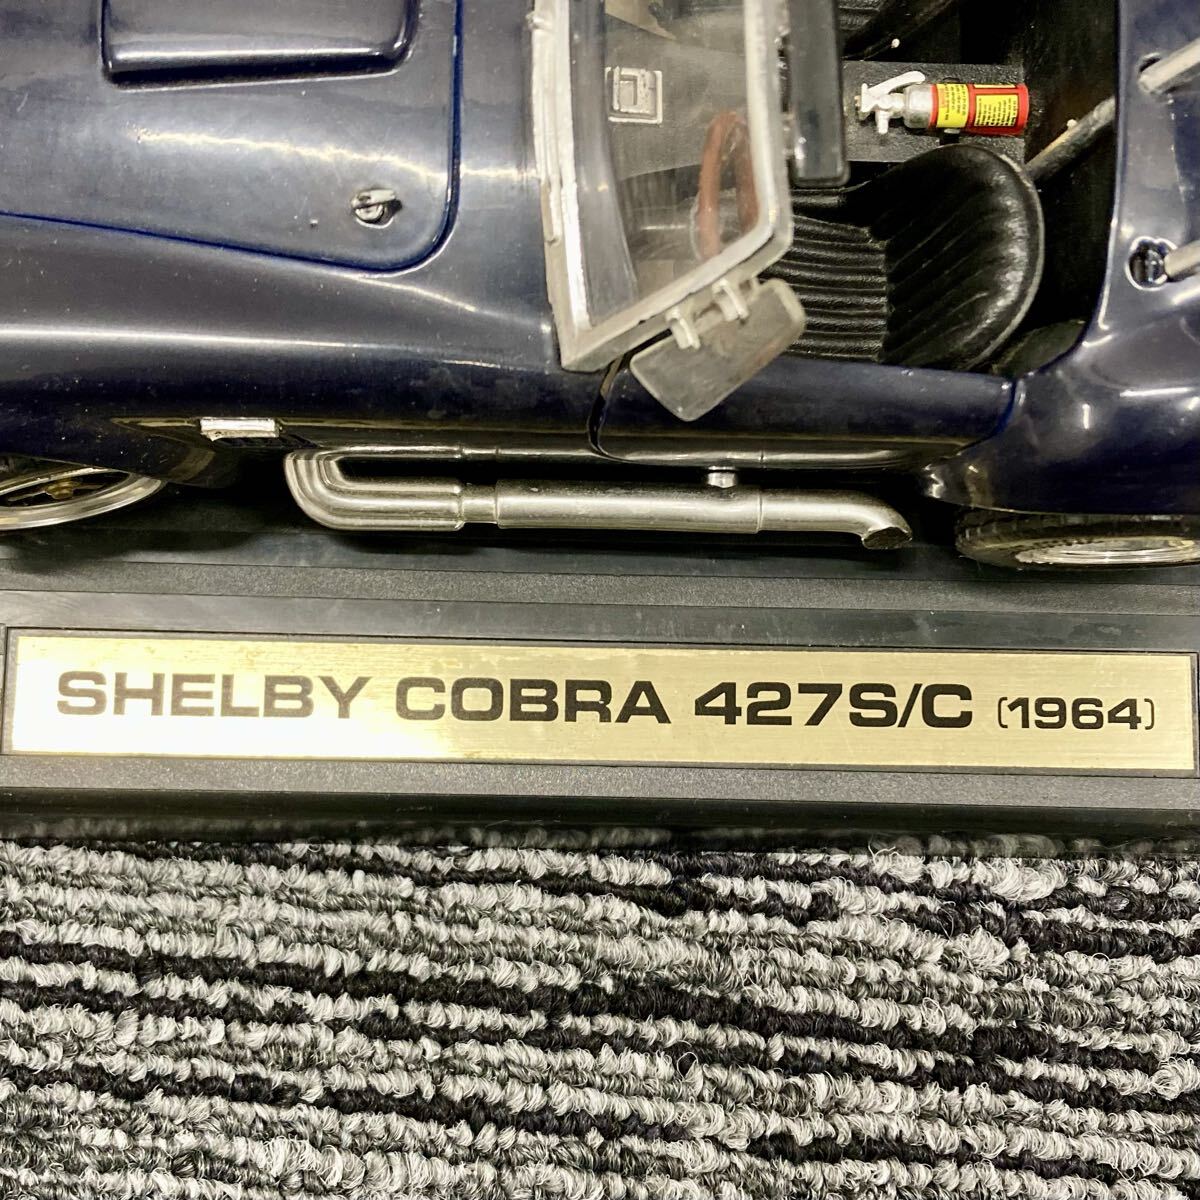 SHELBY COBRA 427S/C (1964)